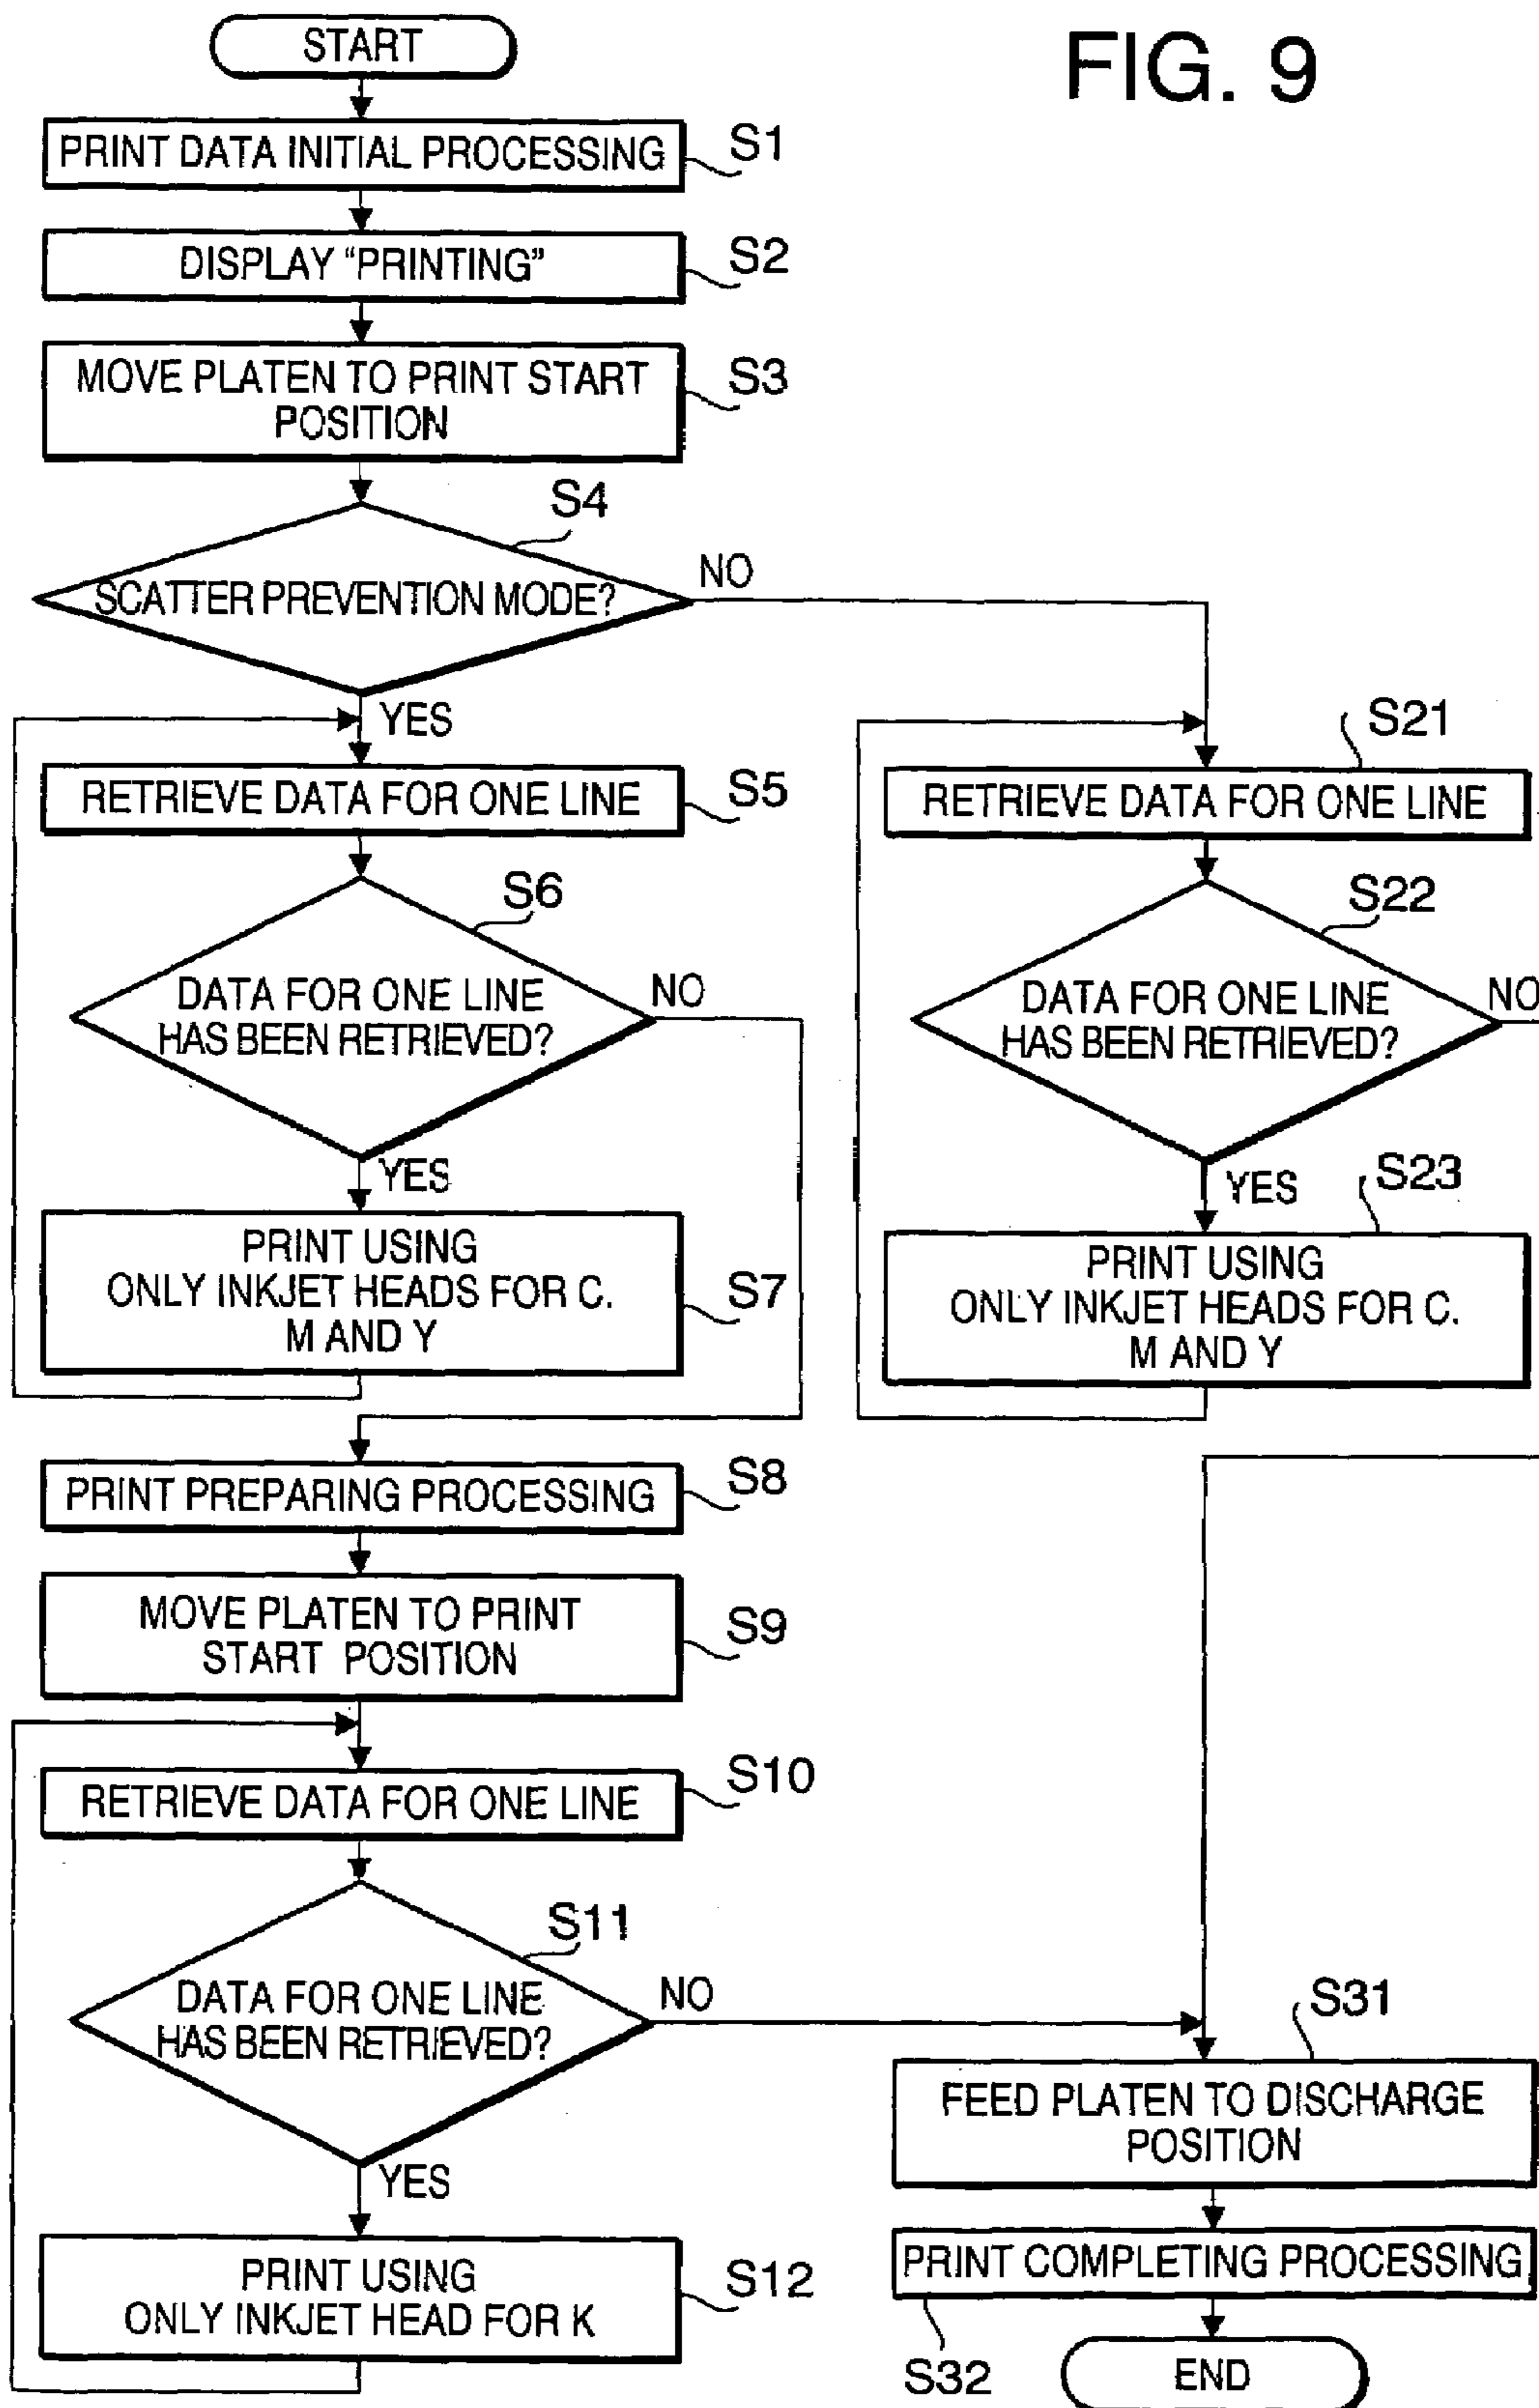 FIG. 9
START
PRINT DATA INITIAL PROCESSING
S1
DISPLAY “PRINTING”
S2
MOVE PLATEN TO PRINT START
POSITION
S3
S4
SCATTER PREVENTION MODE?
NO
YES
RETRIEVE DATA FOR ONE LINE
S5
S6
DATA FOR ONE LINE
HAS BEEN RETRIEVED?
NO
YES
PRINT USING
ONLY INKJET HEADS FOR C.
M AND Y
S7
PRINT PREPARING PROCESSING
S8
MOVE PLATEN TO PRINT
START POSITION
S9
RETRIEVE DATA FOR ONE LINE
S10
S11
DATA FOR ONE LINE
HAS BEEN RETRIEVED?
NO
YES
PRINT USING
ONLY INKJET HEAD FOR K
S12
S21
RETRIEVE DATA FOR ONE LINE
S22
DATA FOR ONE LINE
HAS BEEN RETRIEVED?
NO
YES
S23
PRINT USING
ONLY INKJET HEADS FOR C.
M AND Y
S31
FEED PLATEN TO DISCHARGE
POSITION
PRINT COMPLETING PROCESSING
S32
END